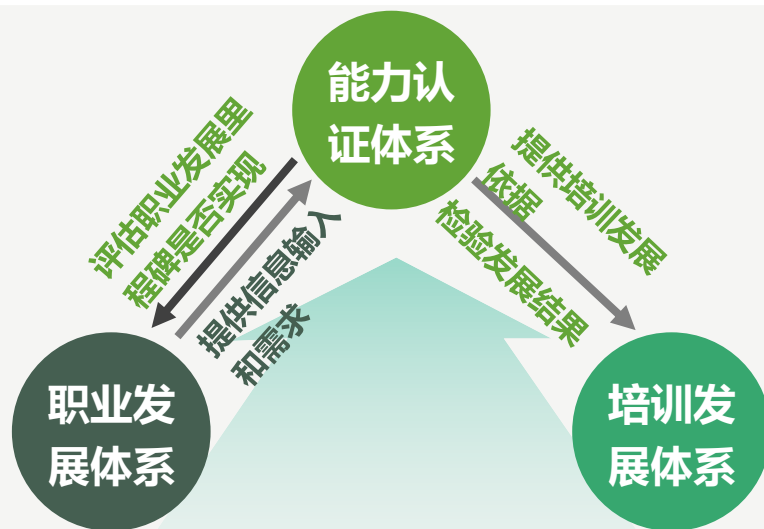 能力认
证体系
评估职业发展里
程碑是否实现
提供信息输入
和需求
提供培训发展
依据
检验发展结果
职业发
展体系
培训发
展体系